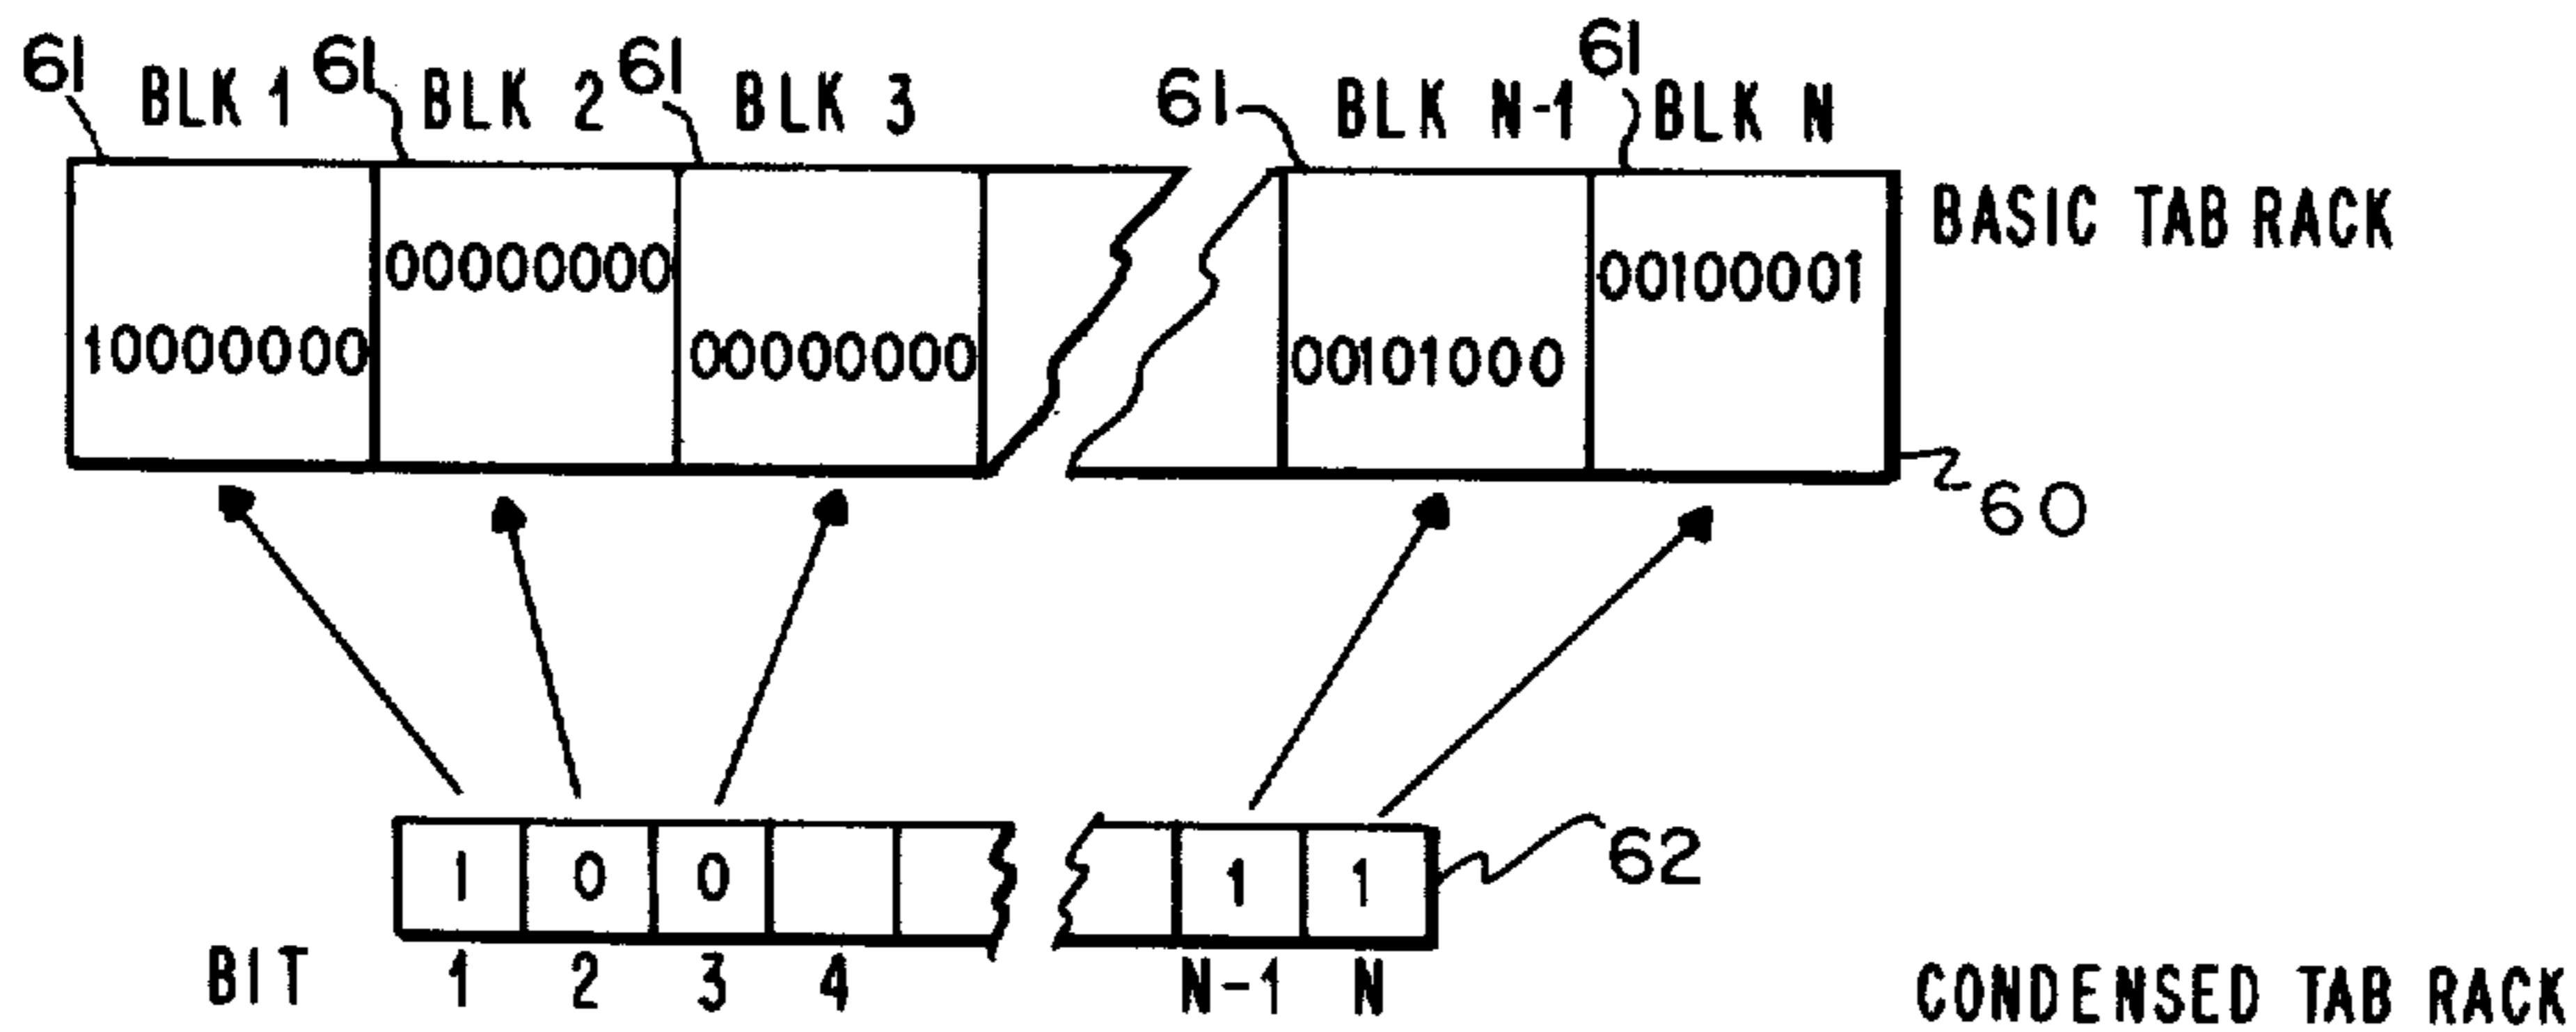 61 BLK 1 61 BLK 2 61 BLK 3 61 BLK N-1 61 BLK N
BASIC TAB RACK
00000000 00100001
10000000 00000000 00101000
60
1 0 0 1 1
62
BIT 1 2 3 4 N-1 N
CONDENSED TAB RACK